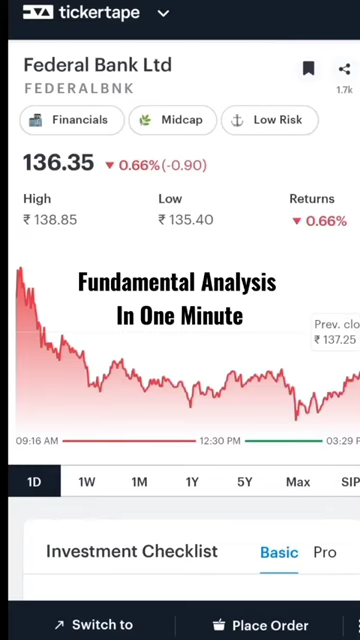 tickertape
Federal Bank Ltd
FEDERALBNK
1.7k
Financials
Midcap
Low Risk
136.35 ▼ 0.66% (-0.90)
High Low Returns
₹ 138.85 ₹ 135.40 ▼ 0.66%
Fundamental Analysis
In One Minute
Prev. clo
₹ 137.25
09:16 AM 12:30 PM 03:29 P
1D 1W 1M 1Y 5Y Max SIP
Investment Checklist Basic Pro
↗ Switch to Place Order